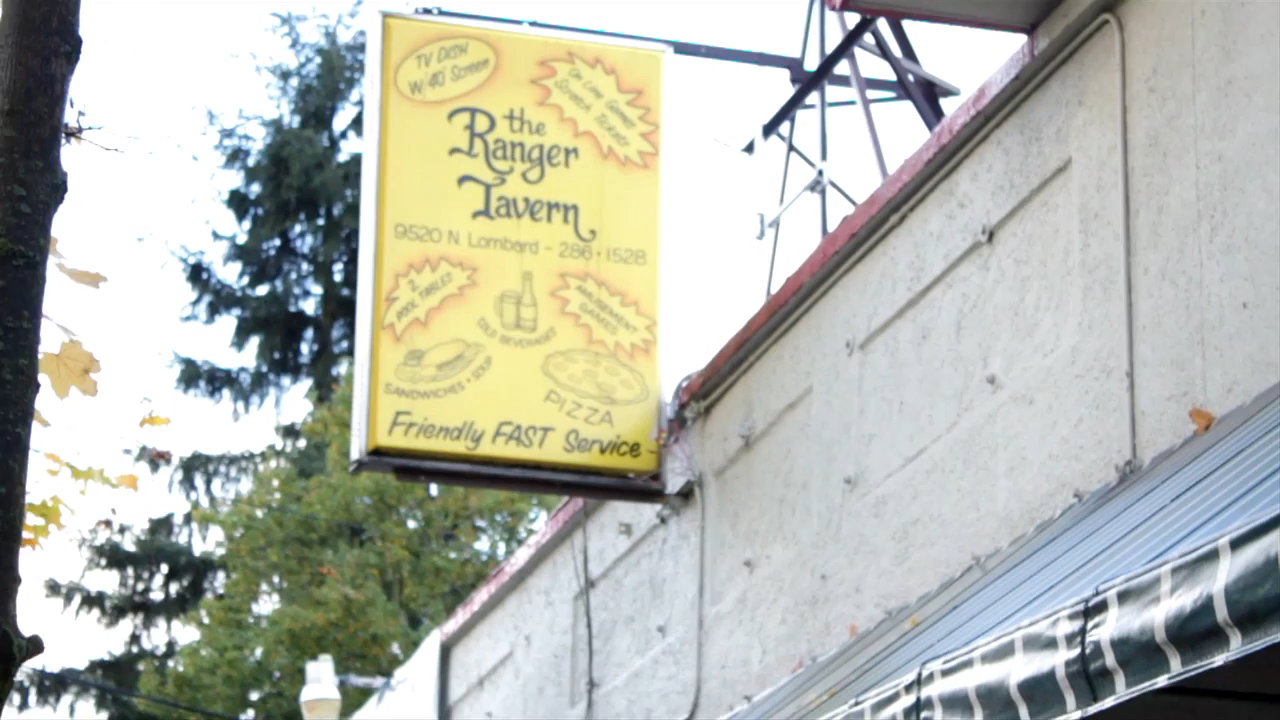 TV DISH
W/ 40 Screen
On Line Games
Scratch Tickets
the
Ranger
Tavern
9520 N Lombard - 286·1528
2
POOL TABLES
AMUSEMENT
GAMES
COLD BEVERAGES
SANDWICHES • SOUP
PIZZA
Friendly FAST Service